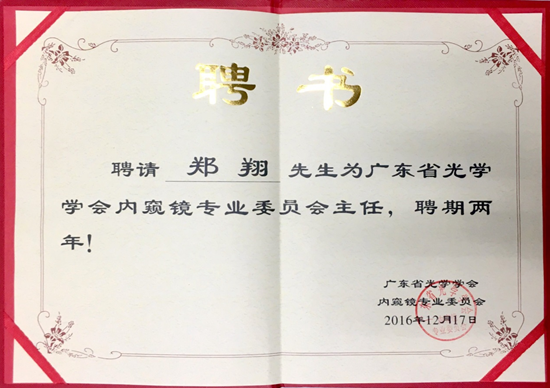 聘书
聘请 郑翔 先生为广东省光学
学会内窥镜专业委员会主任，聘期两
年！
广东省光学学会
内窥镜专业委员会
2016年12月17日